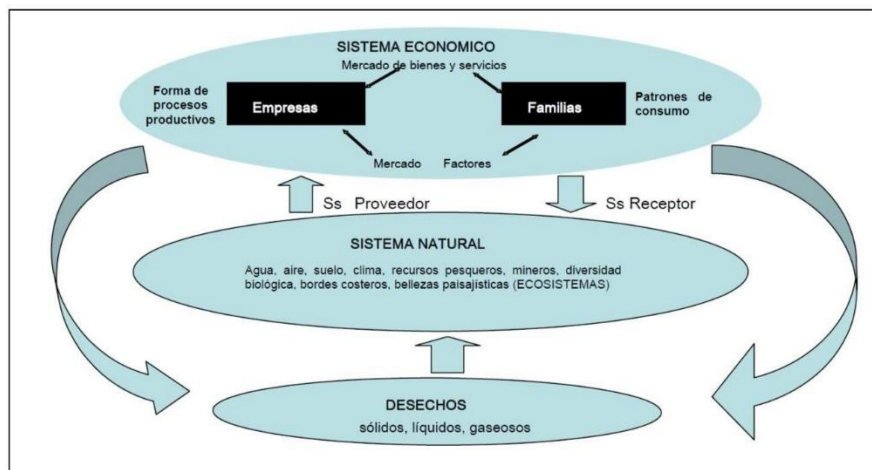 SISTEMA ECONOMICO
Mercado de bienes y servicios
Forma de
procesos
productivos
Empresas
Familias
Patrones de
consumo
Mercado Factores
Ss Proveedor
Ss Receptor
SISTEMA NATURAL
Agua, aire, suelo, clima, recursos pesqueros, mineros, diversidad
biológica, bordes costeros, bellezas paisajísticas (ECOSISTEMAS)
DESECHOS
sólidos, líquidos, gaseosos